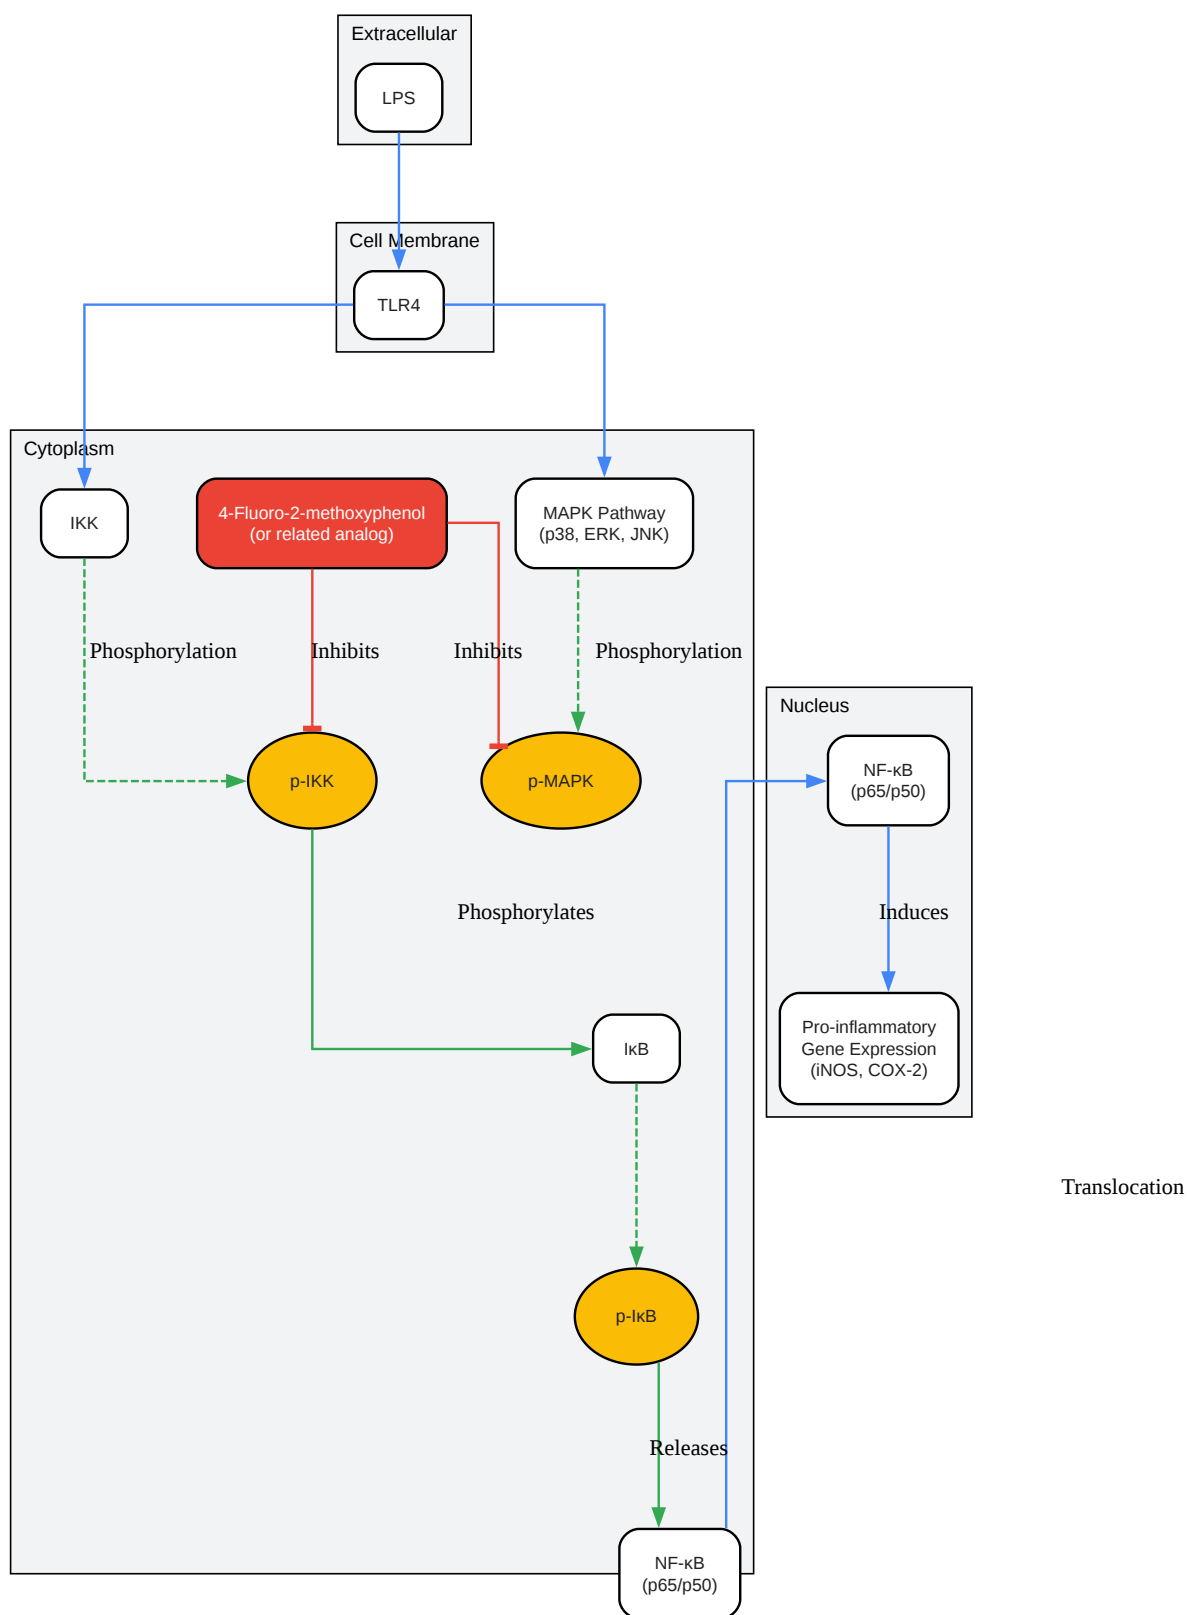 Extracellular
LPS
Cell Membrane
TLR4
Cytoplasm
IKK
4-Fluoro-2-methoxyphenol
(or related analog)
MAPK Pathway
(p38, ERK, JNK)
Phosphorylation
Inhibits
Inhibits
Phosphorylation
p-IKK
p-MAPK
Phosphorylates
IκB
p-IκB
Releases
NF-κB
(p65/p50)
Nucleus
NF-κB
(p65/p50)
Induces
Pro-inflammatory
Gene Expression
(iNOS, COX-2)
Translocation